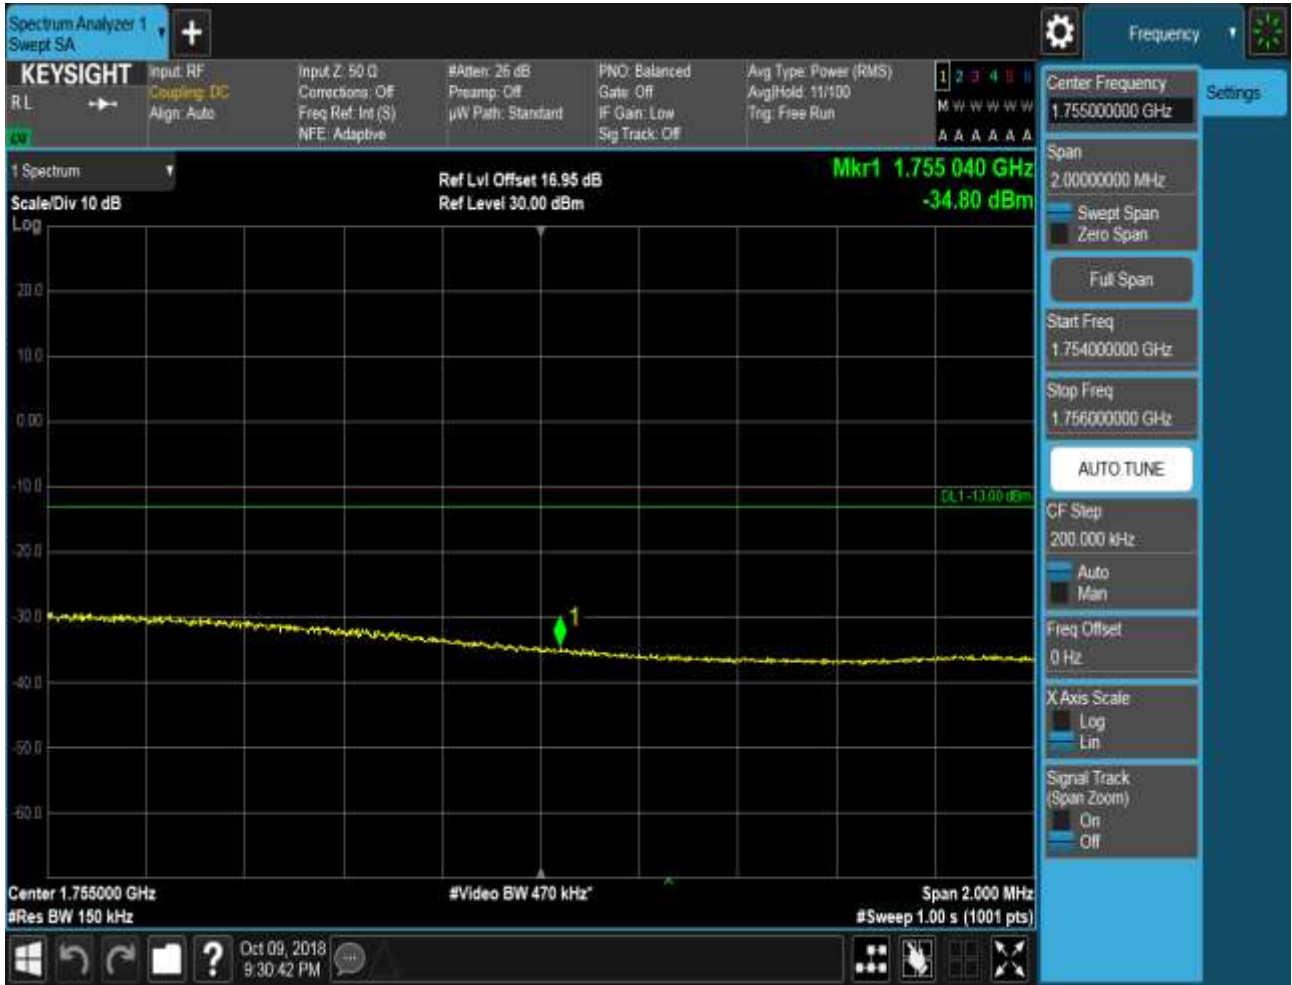 Spectrum Analyzer 1
Swept SA
+
Frequency
KEYSIGHT
R L
Input: RF
Coupling: DC
Align: Auto
Input Z: 50 Ω
Corrections: Off
Freq Ref: Int (S)
NFE: Adaptive
#Atten: 26 dB
Preamp: Off
µW Path: Standard
PNO: Balanced
Gate: Off
IF Gain: Low
Sig Track: Off
Avg Type: Power (RMS)
Avg|Hold: 11/100
Trig: Free Run
1 2 3 4 5 6
M W W W W W
A A A A A A
1 Spectrum
Scale/Div 10 dB
Log
Ref Lvl Offset 16.95 dB
Ref Level 30.00 dBm
Mkr1 1.755 040 GHz
-34.80 dBm
20.0
10.0
0.00
-10.0
-20.0
-30.0
-40.0
-50.0
-60.0
DL1 -13.00 dBm
1
Center 1.755000 GHz
#Res BW 150 kHz
#Video BW 470 kHz*
Span 2.000 MHz
#Sweep 1.00 s (1001 pts)
?
Oct 09, 2018
9:30:42 PM
Center Frequency
1.755000000 GHz
Settings
Span
2.00000000 MHz
Swept Span
Zero Span
Full Span
Start Freq
1.754000000 GHz
Stop Freq
1.756000000 GHz
AUTO TUNE
CF Step
200.000 kHz
Auto
Man
Freq Offset
0 Hz
X Axis Scale
Log
Lin
Signal Track
(Span Zoom)
On
Off